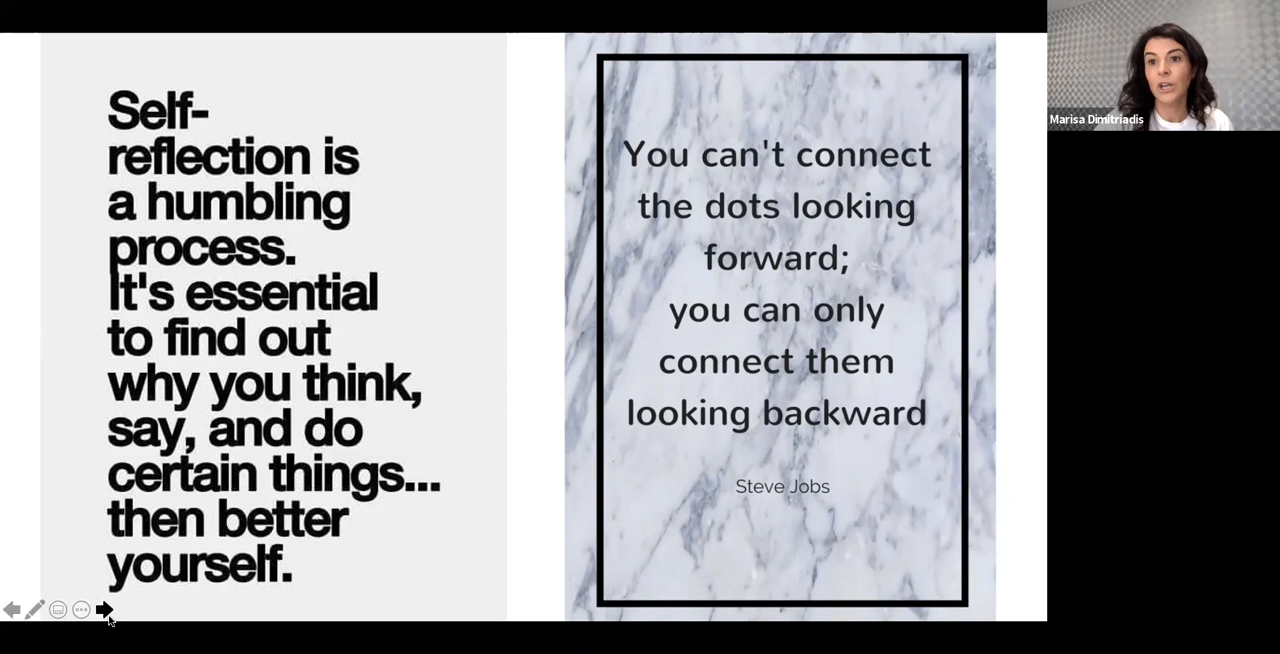 Self-
reflection is
a humbling
process.
It's essential
to find out
why you think,
say, and do
certain things...
then better
yourself.
You can't connect
the dots looking
forward;
you can only
connect them
looking backward
Steve Jobs
Marisa Dimitriadis